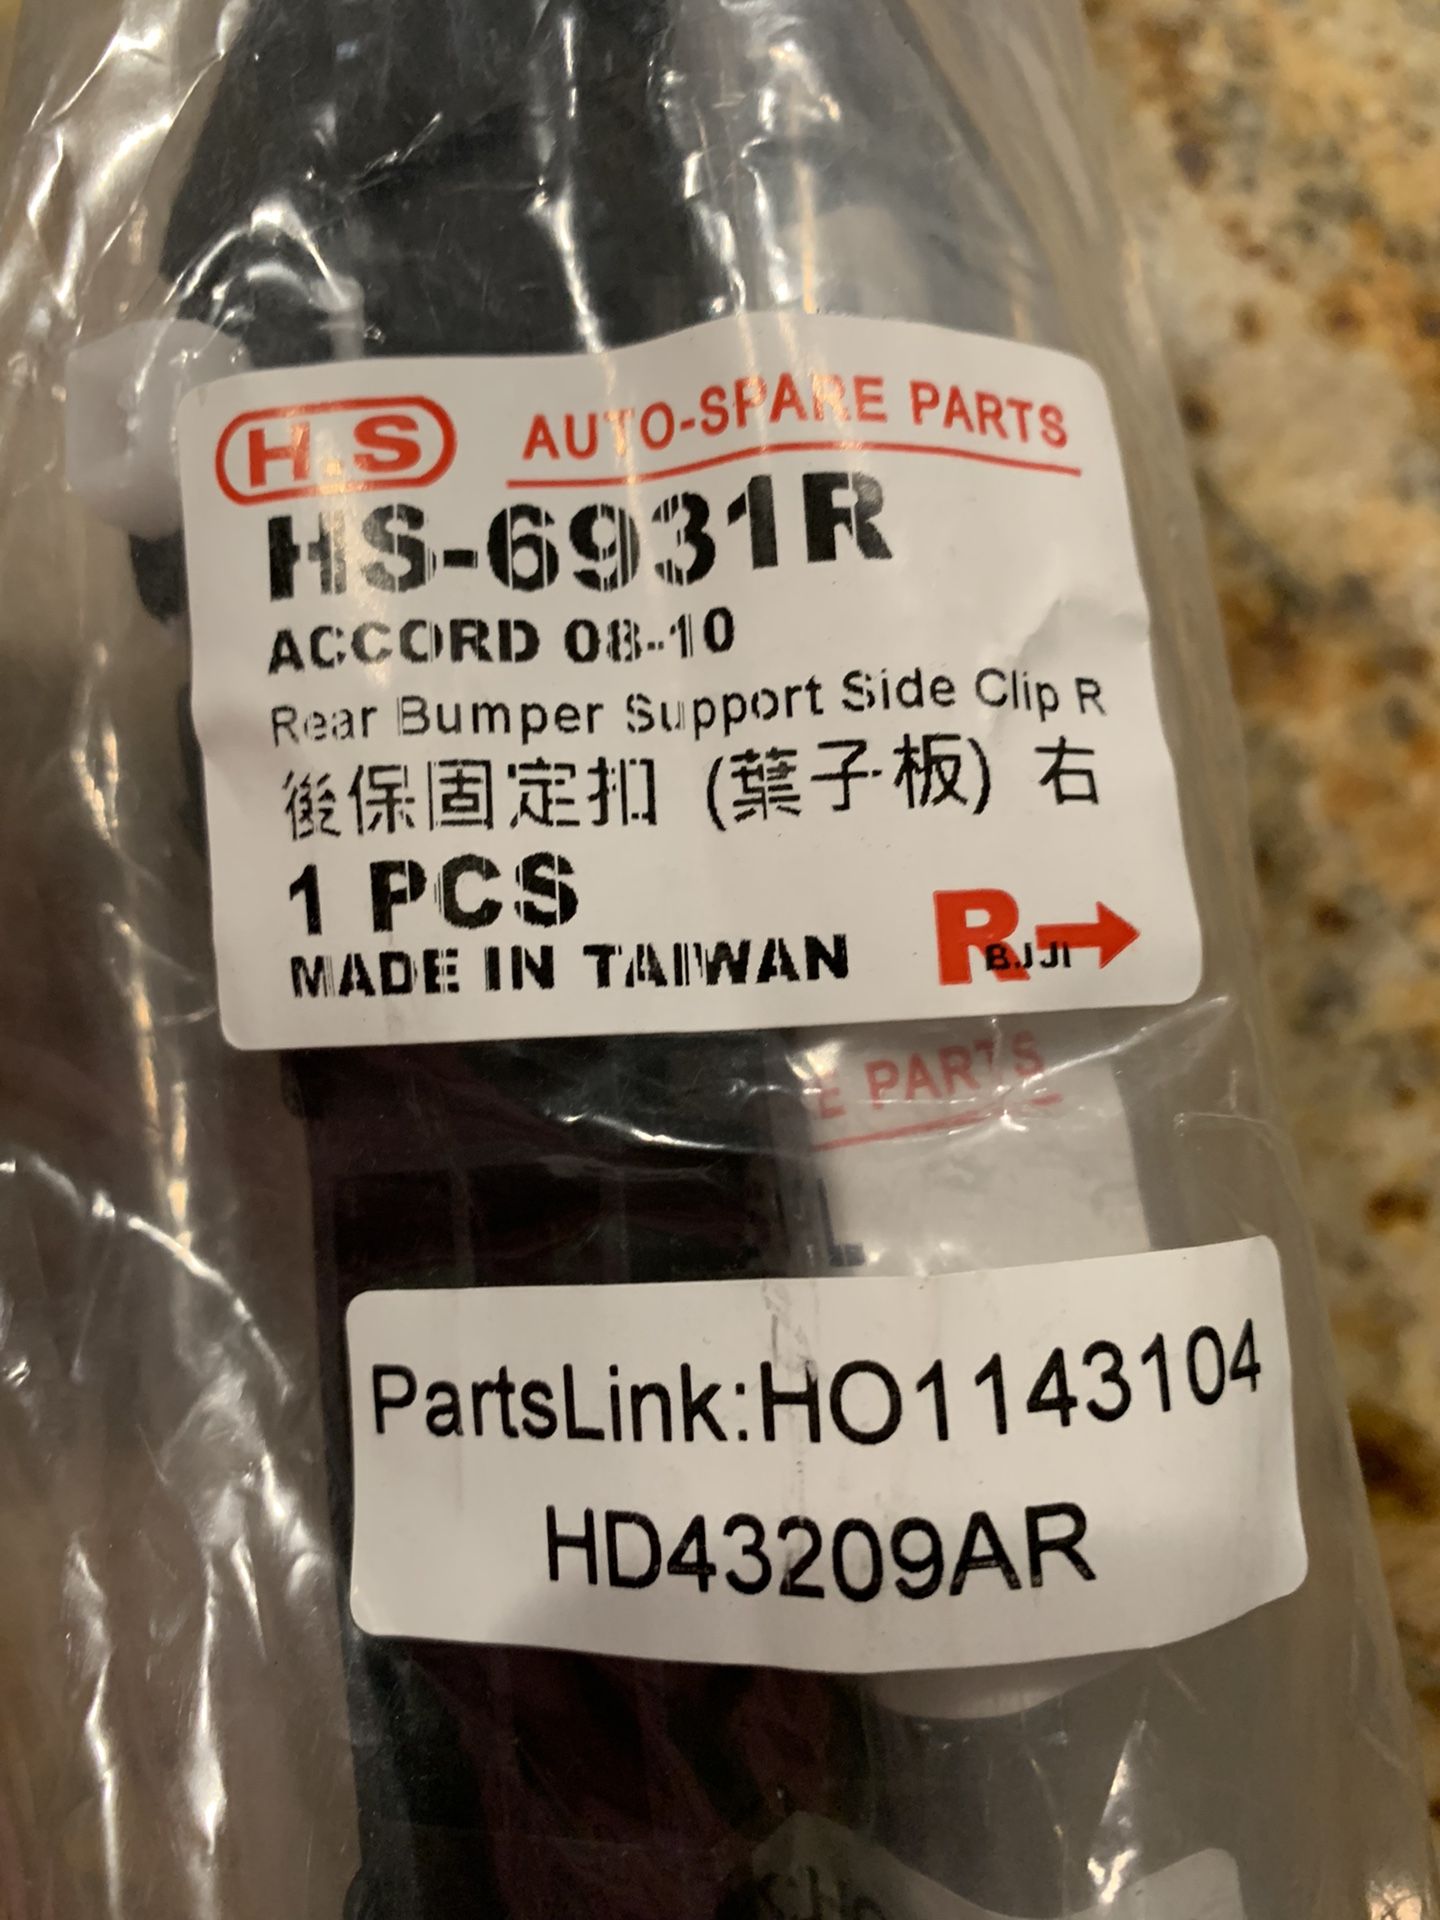 H.S AUTO-SPARE PARTS
HS-6931R
ACCORD 08-10
Rear Bumper Support Side Clip R
後保固定扣 (葉子板) 右
1 PCS
MADE IN TAIWAN
R
BJJI
E PARTS
L
PartsLink:HO1143104
HD43209AR